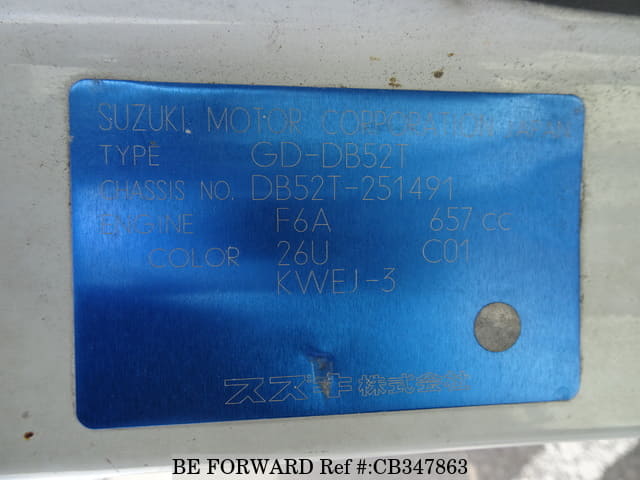 SUZUKI MOTOR CORPORATION JAPAN
TYPE GD-DB52T
CHASSIS NO. DB52T-251491
ENGINE F6A 657 cc
COLOR 26U C01
KWEJ-3
スズキ株式会社
BE FORWARD Ref #:CB347863